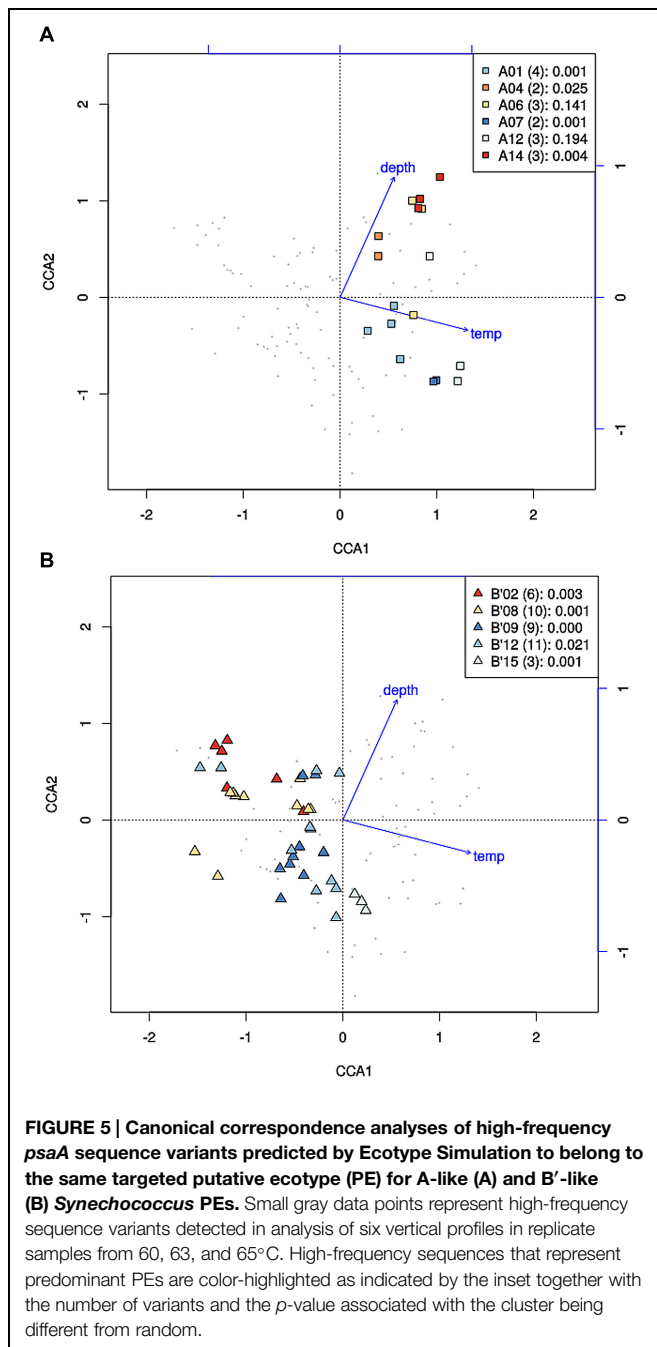 A
A01 (4): 0.001
A04 (2): 0.025
A06 (3): 0.141
A07 (2): 0.001
A12 (3): 0.194
A14 (3): 0.004
depth
temp
2
1
0
-1
CCA2
1
0
-1
-2 -1 0 1 2
CCA1
B
B'02 (6): 0.003
B'08 (10): 0.001
B'09 (9): 0.000
B'12 (11): 0.021
B'15 (3): 0.001
depth
temp
2
1
0
-1
CCA2
1
0
-1
-2 -1 0 1 2
CCA1
FIGURE 5 | Canonical correspondence analyses of high-frequency
psaA sequence variants predicted by Ecotype Simulation to belong to
the same targeted putative ecotype (PE) for A-like (A) and B′-like
(B) Synechococcus PEs. Small gray data points represent high-frequency
sequence variants detected in analysis of six vertical profiles in replicate
samples from 60, 63, and 65°C. High-frequency sequences that represent
predominant PEs are color-highlighted as indicated by the inset together with
the number of variants and the p-value associated with the cluster being
different from random.